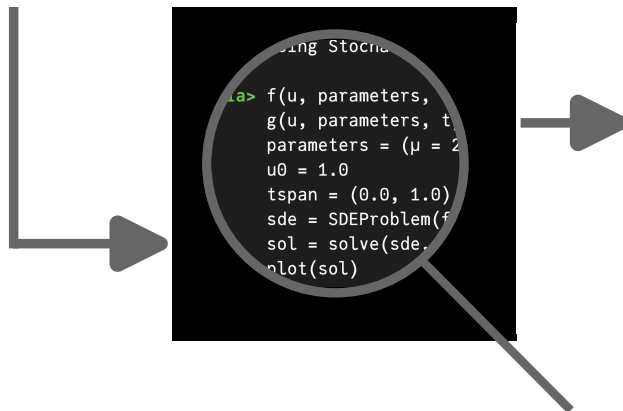 using Stocha
ia> f(u, parameters,
g(u, parameters, t
parameters = (μ = 2
u0 = 1.0
tspan = (0.0, 1.0)
sde = SDEProblem(f
sol = solve(sde,
plot(sol)